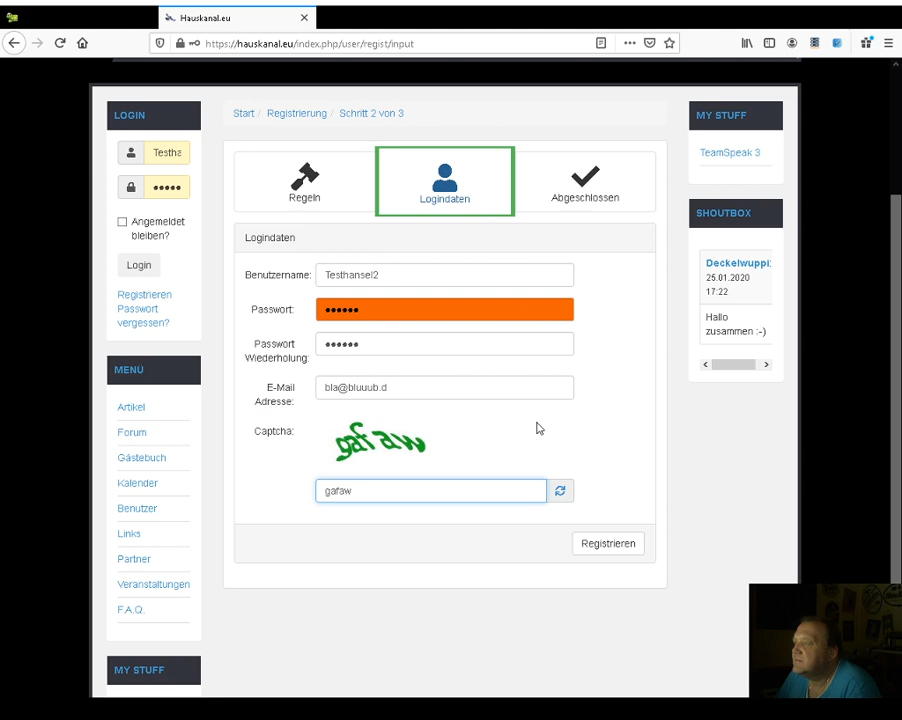 Hauskanal.eu
https://hauskanal.eu/index.php/user/regist/input
LOGIN
Testha
Angemeldet
bleiben?
Login
Registrieren
Passwort
vergessen?
MENÜ
Artikel
Forum
Gästebuch
Kalender
Benutzer
Links
Partner
Veranstaltungen
F.A.Q.
MY STUFF
Start / Registrierung / Schritt 2 von 3
Regeln
Logindaten
Abgeschlossen
Logindaten
Benutzername: Testhansel2
Passwort: ●●●●●●
Passwort
Wiederholung: ●●●●●●
E-Mail
Adresse: bla@bluuub.d
Captcha: gafaw
gafaw
Registrieren
MY STUFF
TeamSpeak 3
SHOUTBOX
Deckelwuppi:
25.01.2020
17:22
Hallo
zusammen :-)